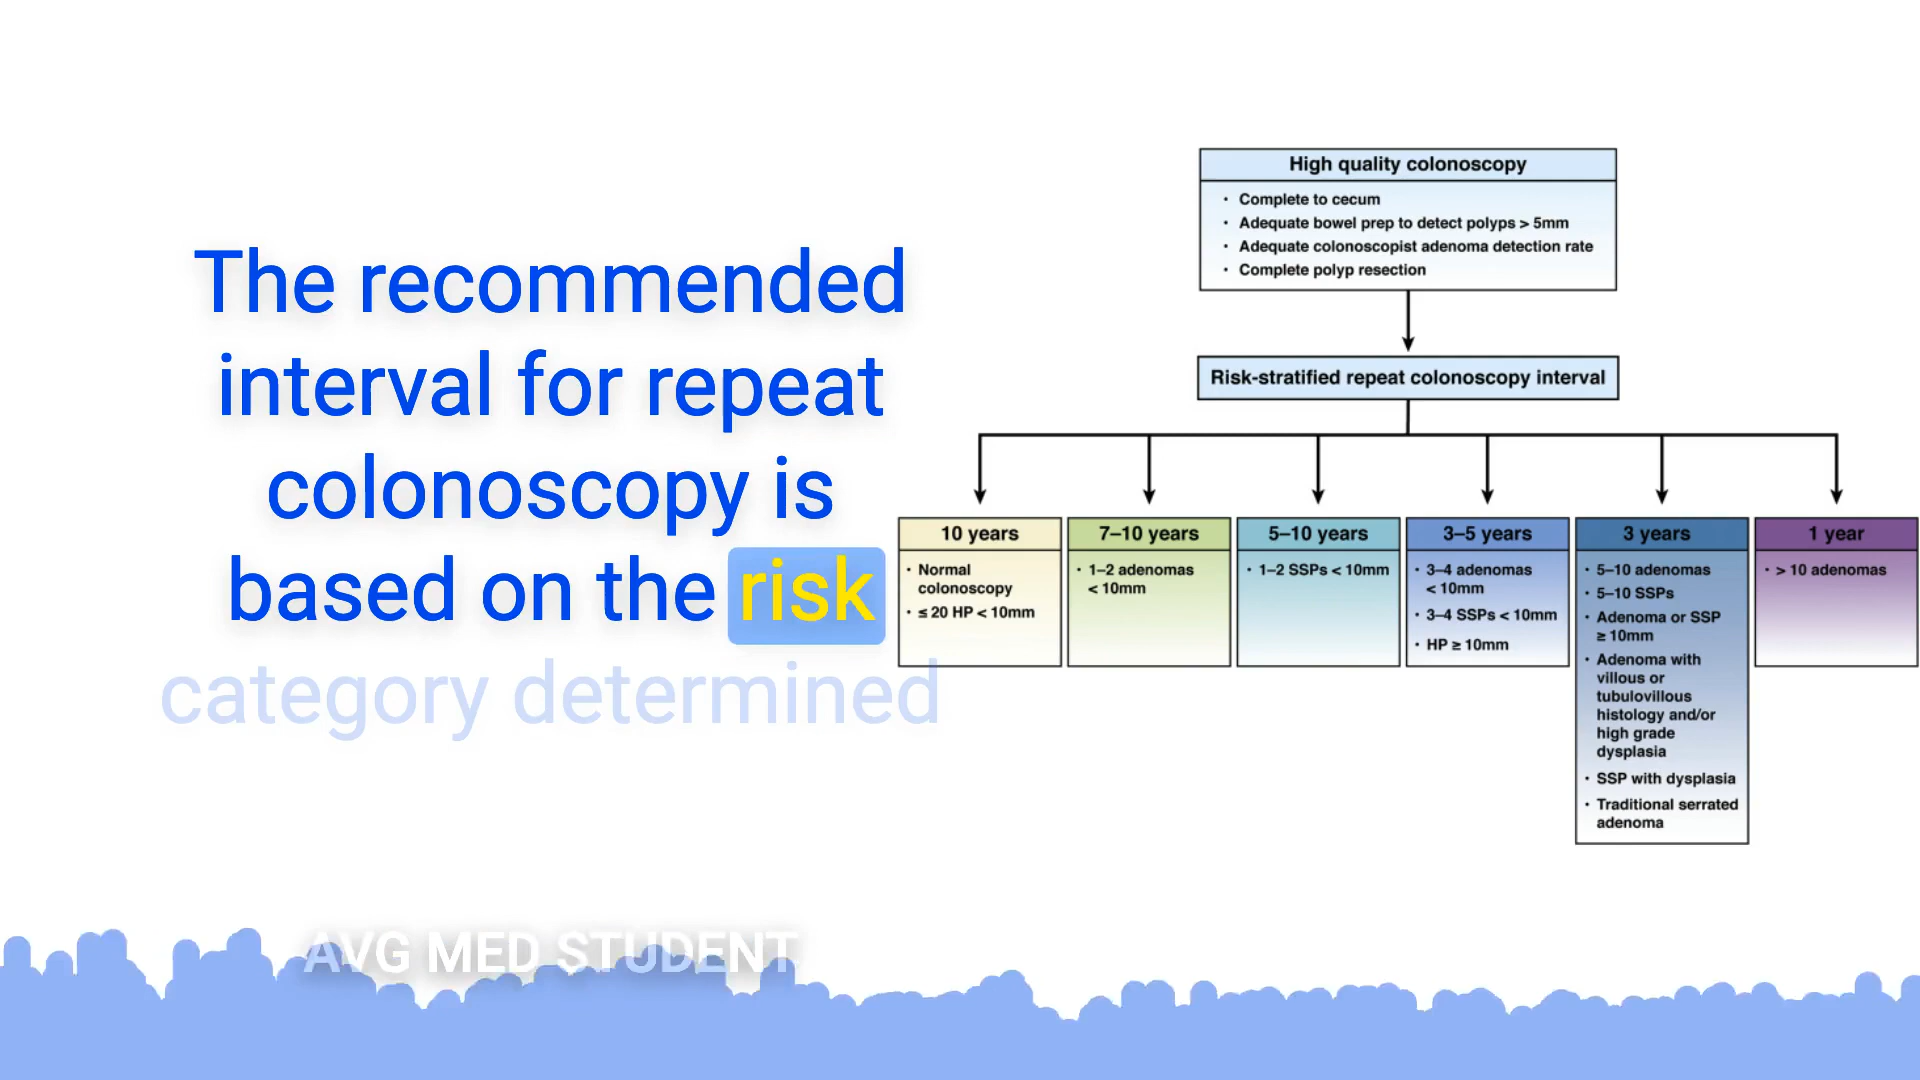 The recommended
interval for repeat
colonoscopy is
based on the risk
category determined
High quality colonoscopy
• Complete to cecum
• Adequate bowel prep to detect polyps > 5mm
• Adequate colonoscopist adenoma detection rate
• Complete polyp resection
Risk-stratified repeat colonoscopy interval
10 years
• Normal
colonoscopy
• ≤ 20 HP < 10mm
7–10 years
• 1–2 adenomas
< 10mm
5–10 years
• 1–2 SSPs < 10mm
3–5 years
• 3–4 adenomas
< 10mm
• 3–4 SSPs < 10mm
• HP ≥ 10mm
3 years
• 5–10 adenomas
• 5–10 SSPs
• Adenoma or SSP
≥ 10mm
• Adenoma with
villous or
tubulovillous
histology and/or
high grade
dysplasia
• SSP with dysplasia
• Traditional serrated
adenoma
1 year
• > 10 adenomas
AVG MED STUDENT